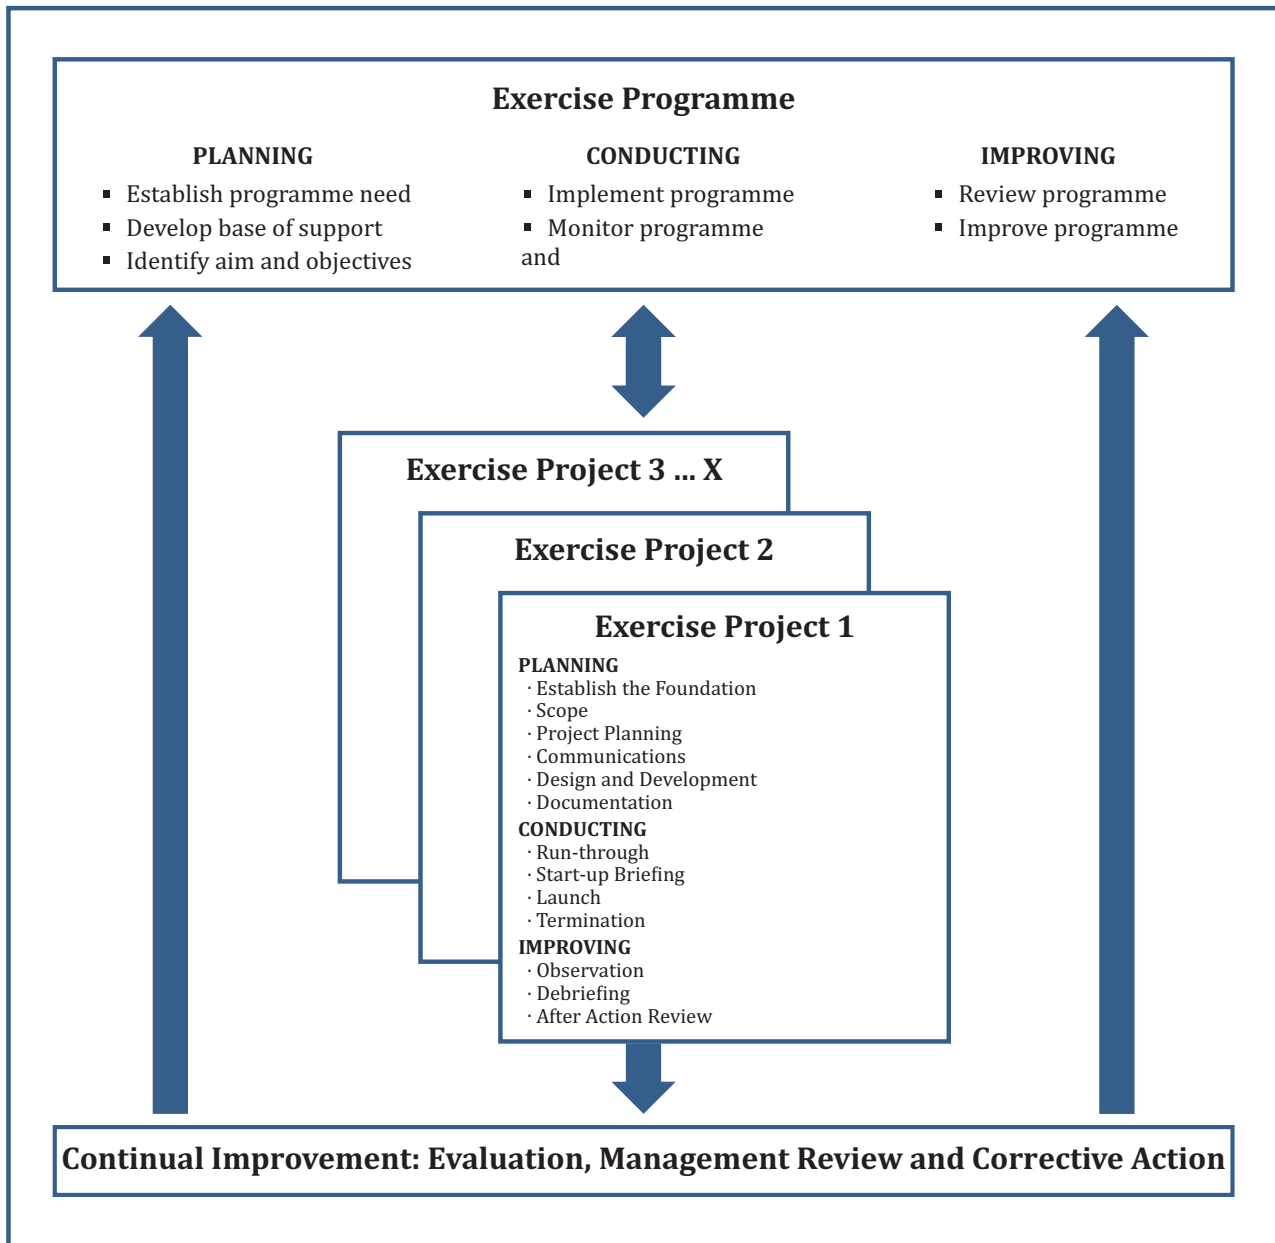 Exercise Programme
PLANNING
▪ Establish programme need
▪ Develop base of support
▪ Identify aim and objectives
CONDUCTING
▪ Implement programme
▪ Monitor programme
and
IMPROVING
▪ Review programme
▪ Improve programme
Exercise Project 3 ... X
Exercise Project 2
Exercise Project 1
PLANNING
· Establish the Foundation
· Scope
· Project Planning
· Communications
· Design and Development
· Documentation
CONDUCTING
· Run-through
· Start-up Briefing
· Launch
· Termination
IMPROVING
· Observation
· Debriefing
· After Action Review
Continual Improvement: Evaluation, Management Review and Corrective Action